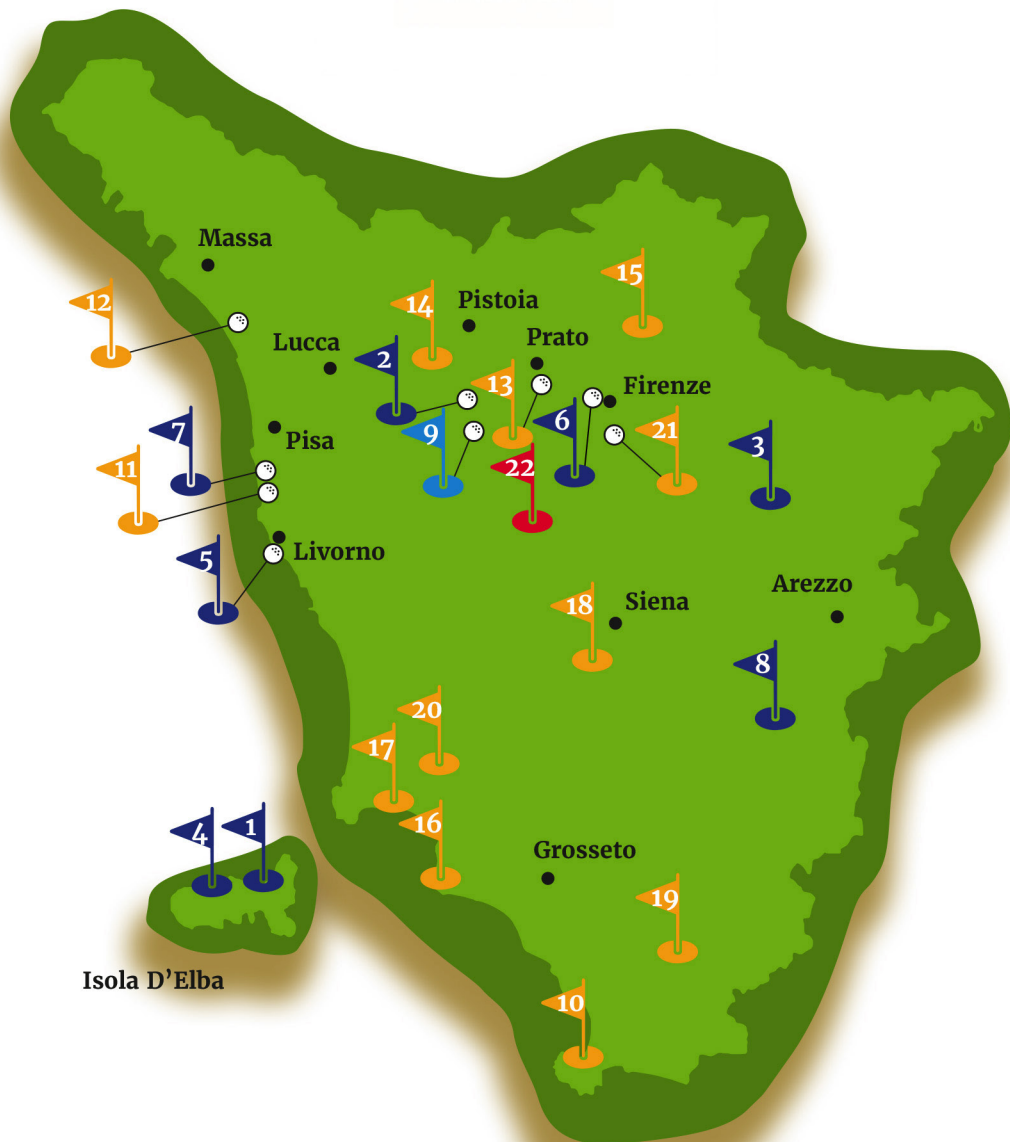 Massa
12
15
14
Pistoia
Prato
Lucca
2
13
Firenze
7
Pisa
9
6
21
3
11
22
5
Livorno
Arezzo
18
Siena
8
20
17
16
4
1
Grosseto
19
Isola D’Elba
10